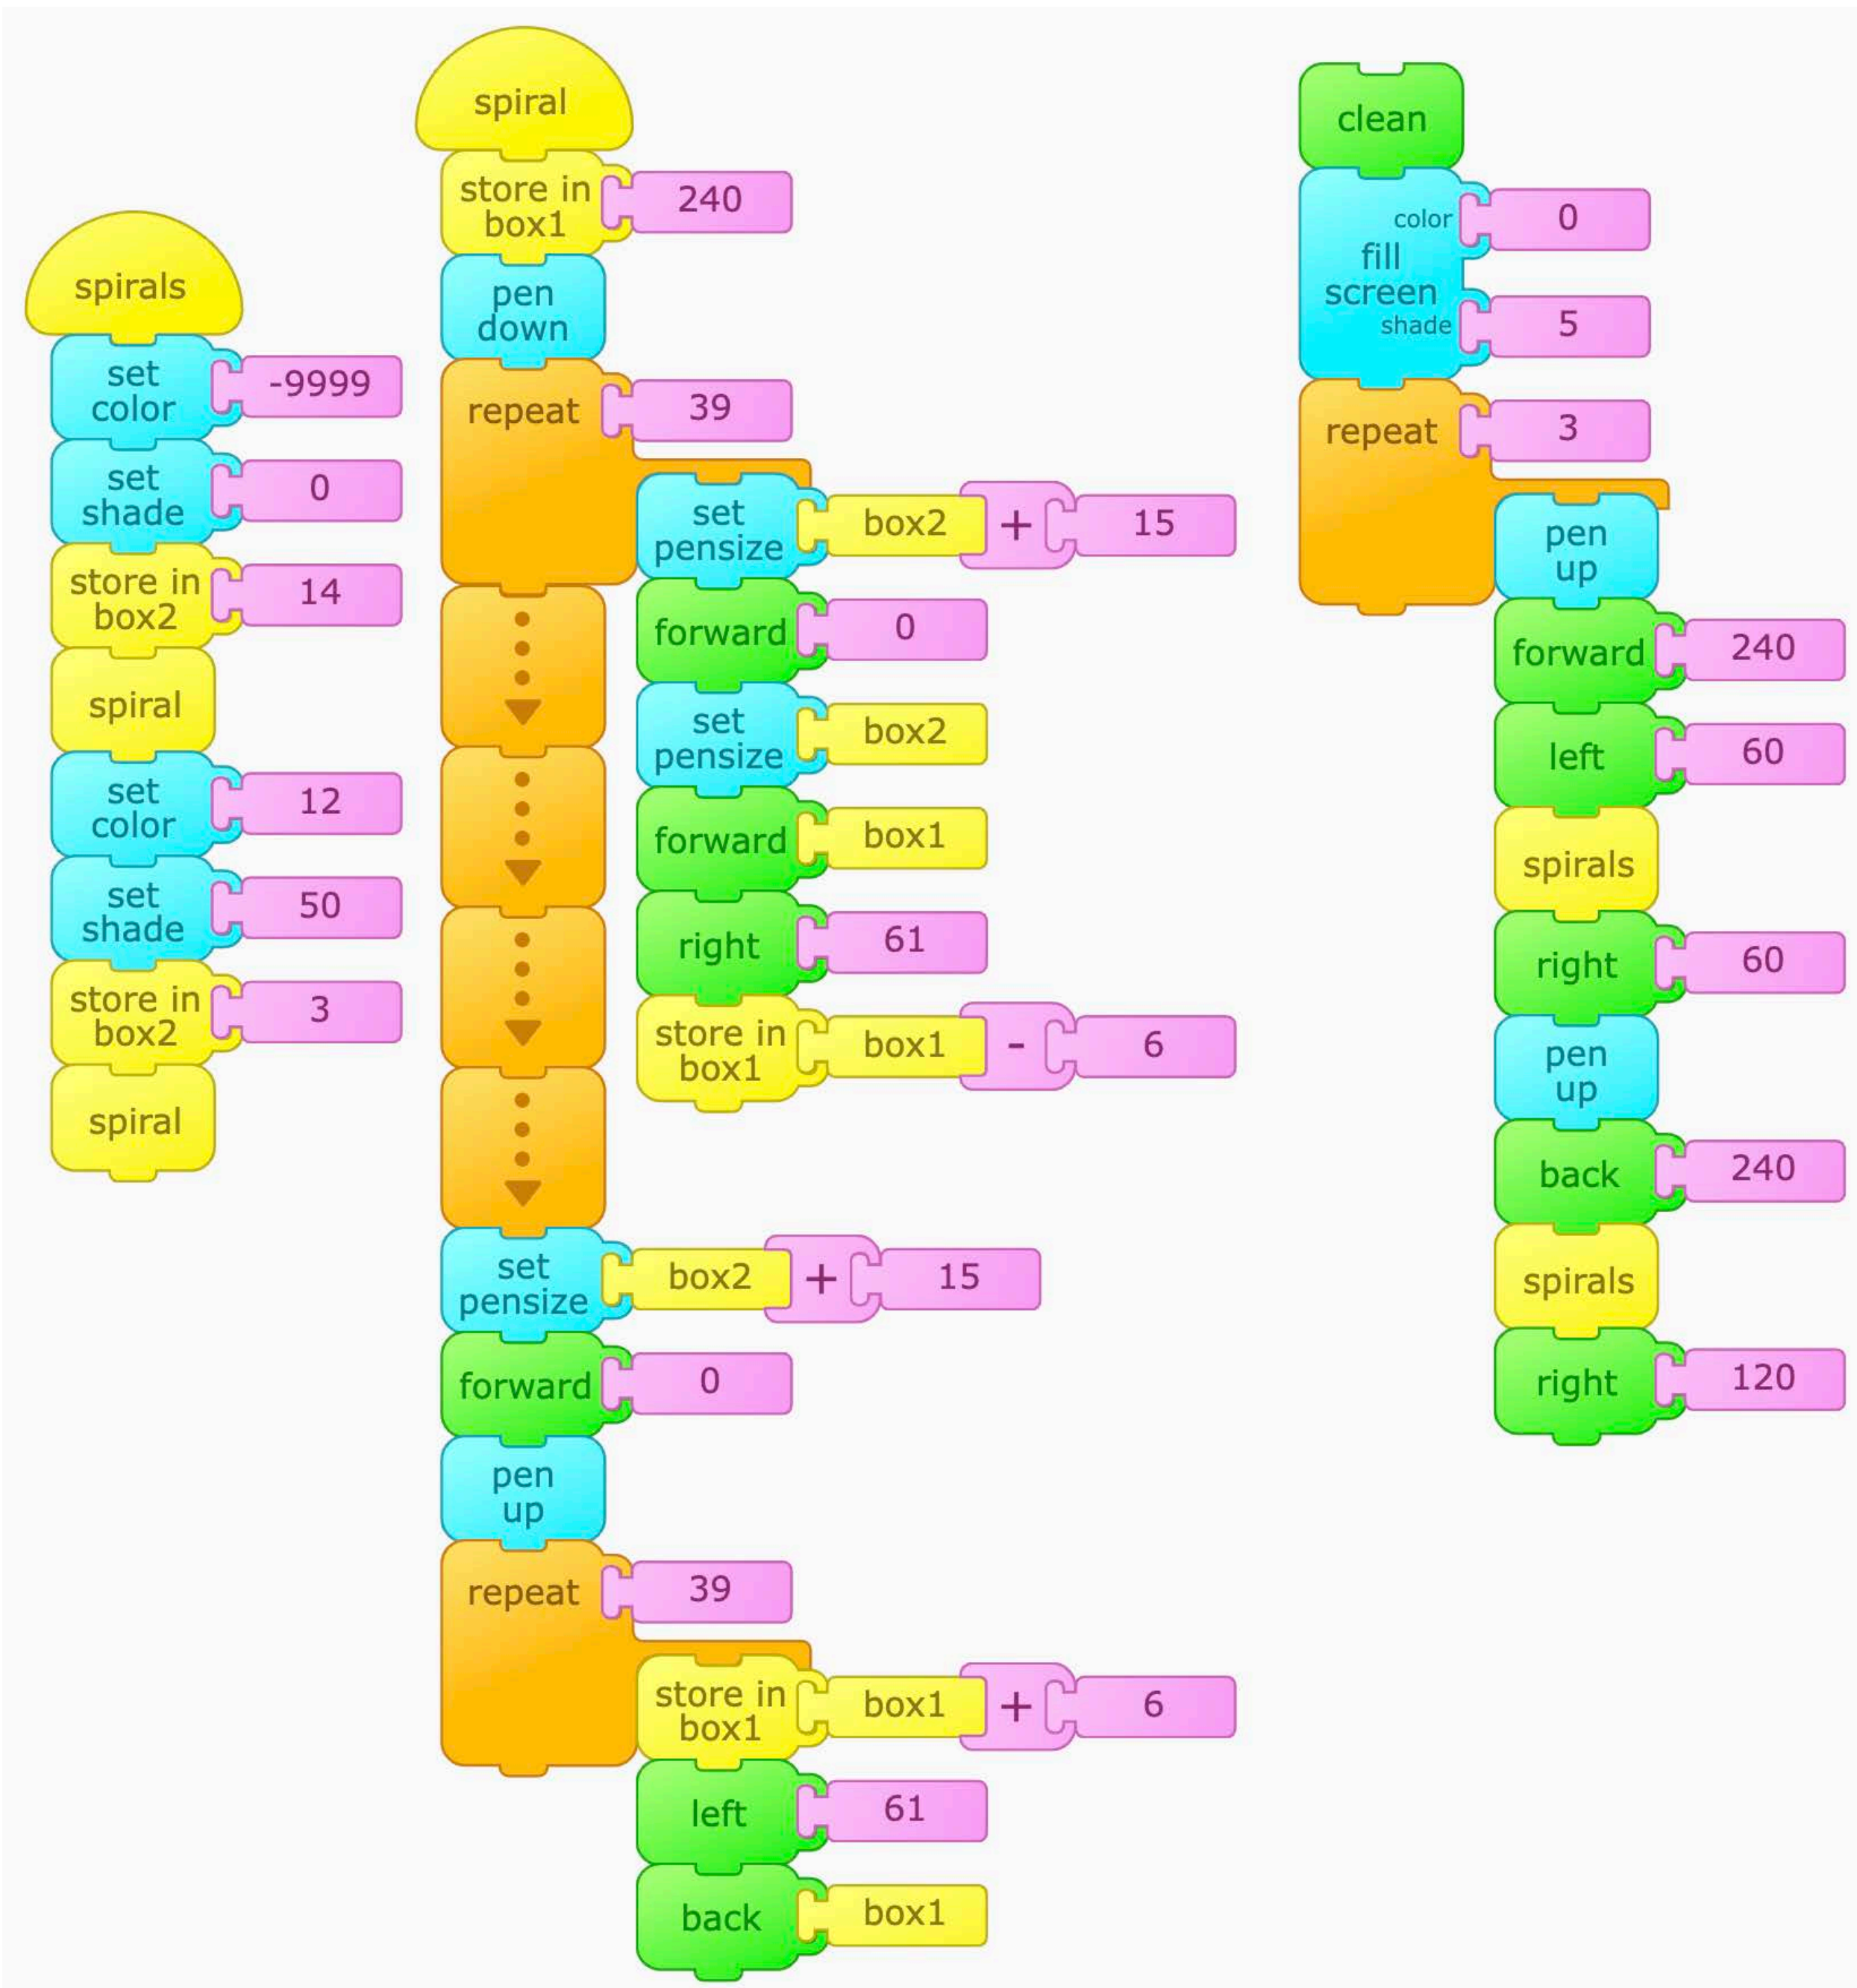 spirals
set
color
-9999
set
shade
0
store in
box2
14
spiral
set
color
12
set
shade
50
store in
box2
3
spiral
spiral
store in
box1
240
pen
down
repeat
39
set
pensize
box2 + 15
forward
0
set
pensize
box2
forward
box1
right
61
store in
box1
box1 - 6
set
pensize
box2 + 15
forward
0
pen
up
repeat
39
store in
box1
box1 + 6
left
61
back
box1
clean
color
0
fill
screen
shade
5
repeat
3
pen
up
forward
240
left
60
spirals
right
60
pen
up
back
240
spirals
right
120